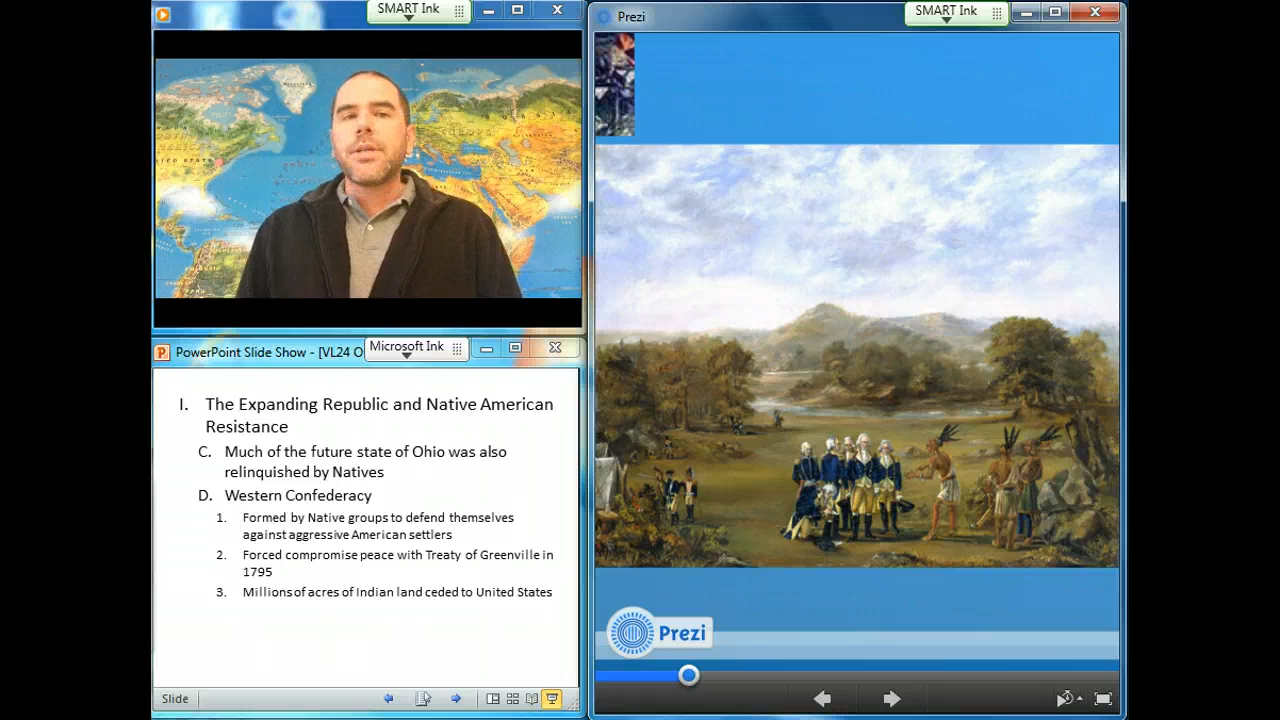 SMART Ink
PowerPoint Slide Show - [VL24 O
Microsoft Ink
I. The Expanding Republic and Native American
Resistance
C. Much of the future state of Ohio was also
relinquished by Natives
D. Western Confederacy
1. Formed by Native groups to defend themselves
against aggressive American settlers
2. Forced compromise peace with Treaty of Greenville in
1795
3. Millions of acres of Indian land ceded to United States
Slide
Prezi
SMART Ink
Prezi